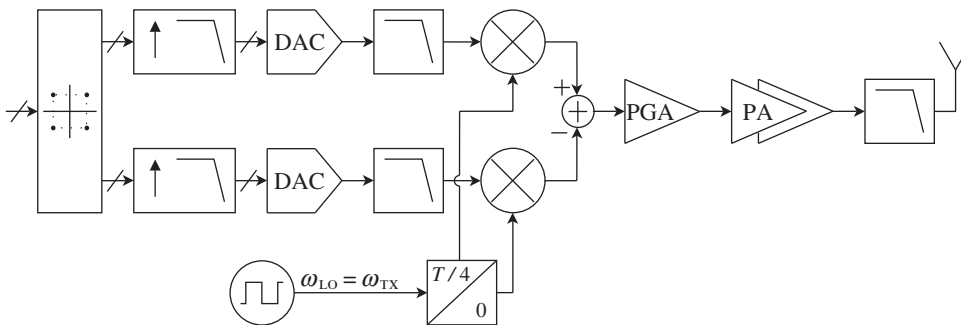 DAC
+
+
−
PGA
PA
DAC
ω_LO = ω_TX
T/4
0